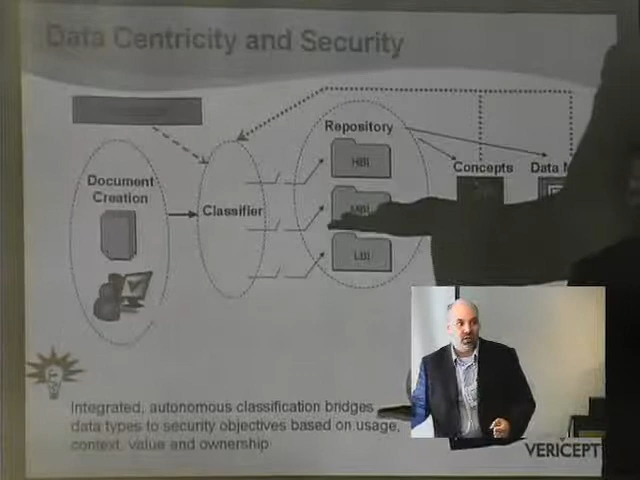 Data Centricity and Security
Repository
HBI
MBI
LBI
Concepts
Data
Document
Creation
Classifier
Integrated, autonomous classification bridges
data types to security objectives based on usage,
context, value and ownership
VERICEPT